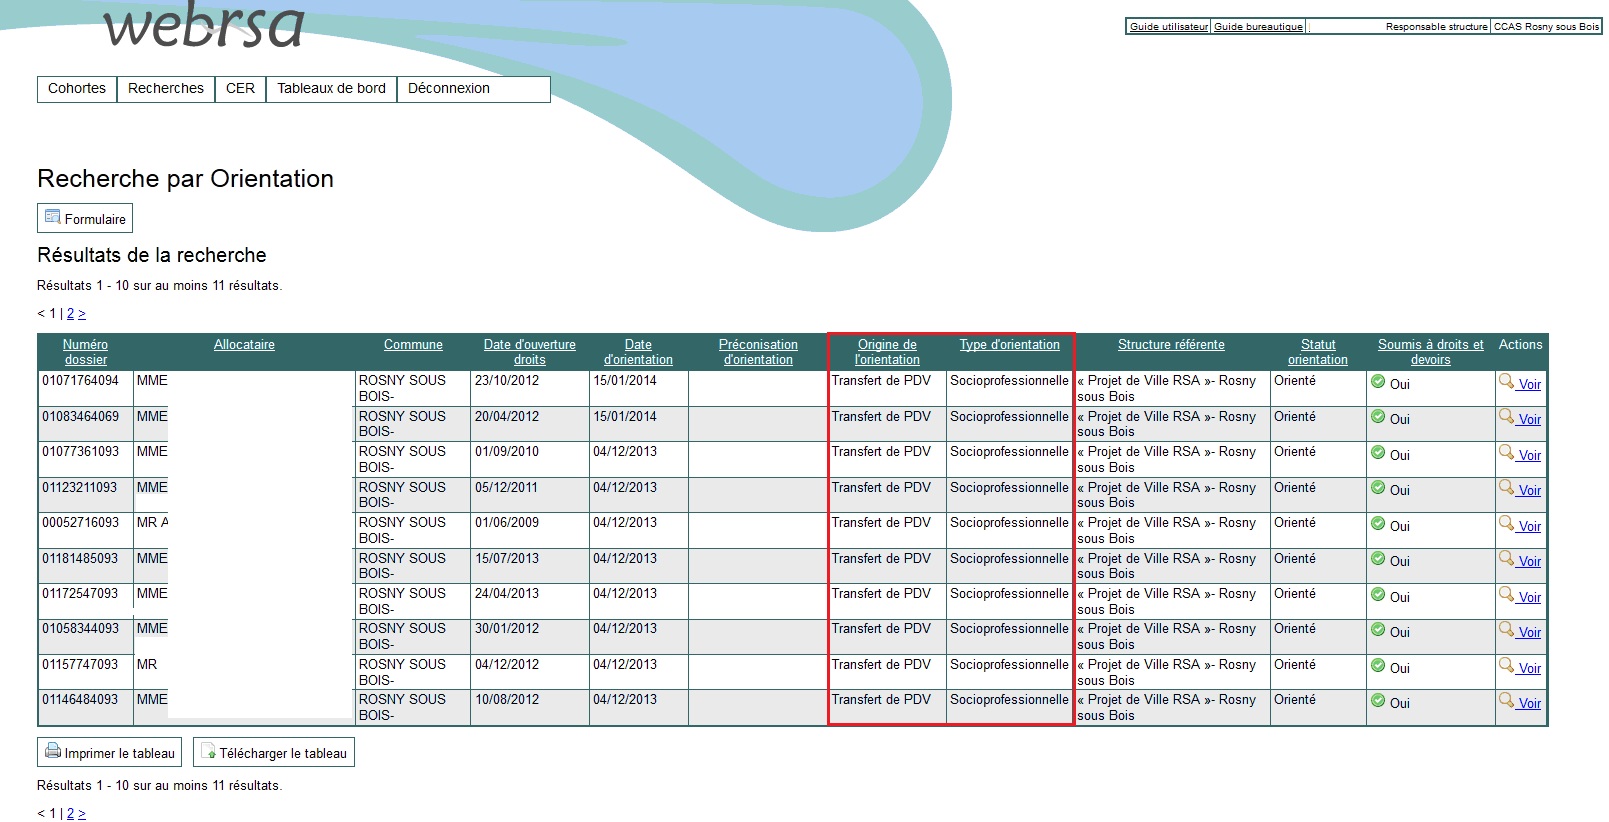 webrsa
Guide utilisateur Guide bureautique Responsable structure CCAS Rosny sous Bois
Cohortes Recherches CER Tableaux de bord Déconnexion
Recherche par Orientation
Formulaire
Résultats de la recherche
Résultats 1 - 10 sur au moins 11 résultats.
< 1 | 2 >
Numéro dossier Allocataire Commune Date d'ouverture droits Date d'orientation Préconisation d'orientation Origine de l'orientation Type d'orientation Structure référente Statut orientation Soumis à droits et devoirs Actions
01071764094 MME ROSNY SOUS BOIS- 23/10/2012 15/01/2014 Transfert de PDV Socioprofessionnelle « Projet de Ville RSA »- Rosny sous Bois Orienté Oui Voir
01083464069 MME ROSNY SOUS BOIS- 20/04/2012 15/01/2014 Transfert de PDV Socioprofessionnelle « Projet de Ville RSA »- Rosny sous Bois Orienté Oui Voir
01077361093 MME ROSNY SOUS BOIS- 01/09/2010 04/12/2013 Transfert de PDV Socioprofessionnelle « Projet de Ville RSA »- Rosny sous Bois Orienté Oui Voir
01123211093 MME ROSNY SOUS BOIS- 05/12/2011 04/12/2013 Transfert de PDV Socioprofessionnelle « Projet de Ville RSA »- Rosny sous Bois Orienté Oui Voir
00052716093 MR A ROSNY SOUS BOIS- 01/06/2009 04/12/2013 Transfert de PDV Socioprofessionnelle « Projet de Ville RSA »- Rosny sous Bois Orienté Oui Voir
01181485093 MME ROSNY SOUS BOIS- 15/07/2013 04/12/2013 Transfert de PDV Socioprofessionnelle « Projet de Ville RSA »- Rosny sous Bois Orienté Oui Voir
01172547093 MME ROSNY SOUS BOIS- 24/04/2013 04/12/2013 Transfert de PDV Socioprofessionnelle « Projet de Ville RSA »- Rosny sous Bois Orienté Oui Voir
01058344093 MME ROSNY SOUS BOIS- 30/01/2012 04/12/2013 Transfert de PDV Socioprofessionnelle « Projet de Ville RSA »- Rosny sous Bois Orienté Oui Voir
01157747093 MR ROSNY SOUS BOIS- 04/12/2012 04/12/2013 Transfert de PDV Socioprofessionnelle « Projet de Ville RSA »- Rosny sous Bois Orienté Oui Voir
01146484093 MME ROSNY SOUS BOIS- 10/08/2012 04/12/2013 Transfert de PDV Socioprofessionnelle « Projet de Ville RSA »- Rosny sous Bois Orienté Oui Voir
Imprimer le tableau Télécharger le tableau
Résultats 1 - 10 sur au moins 11 résultats.
< 1 | 2 >